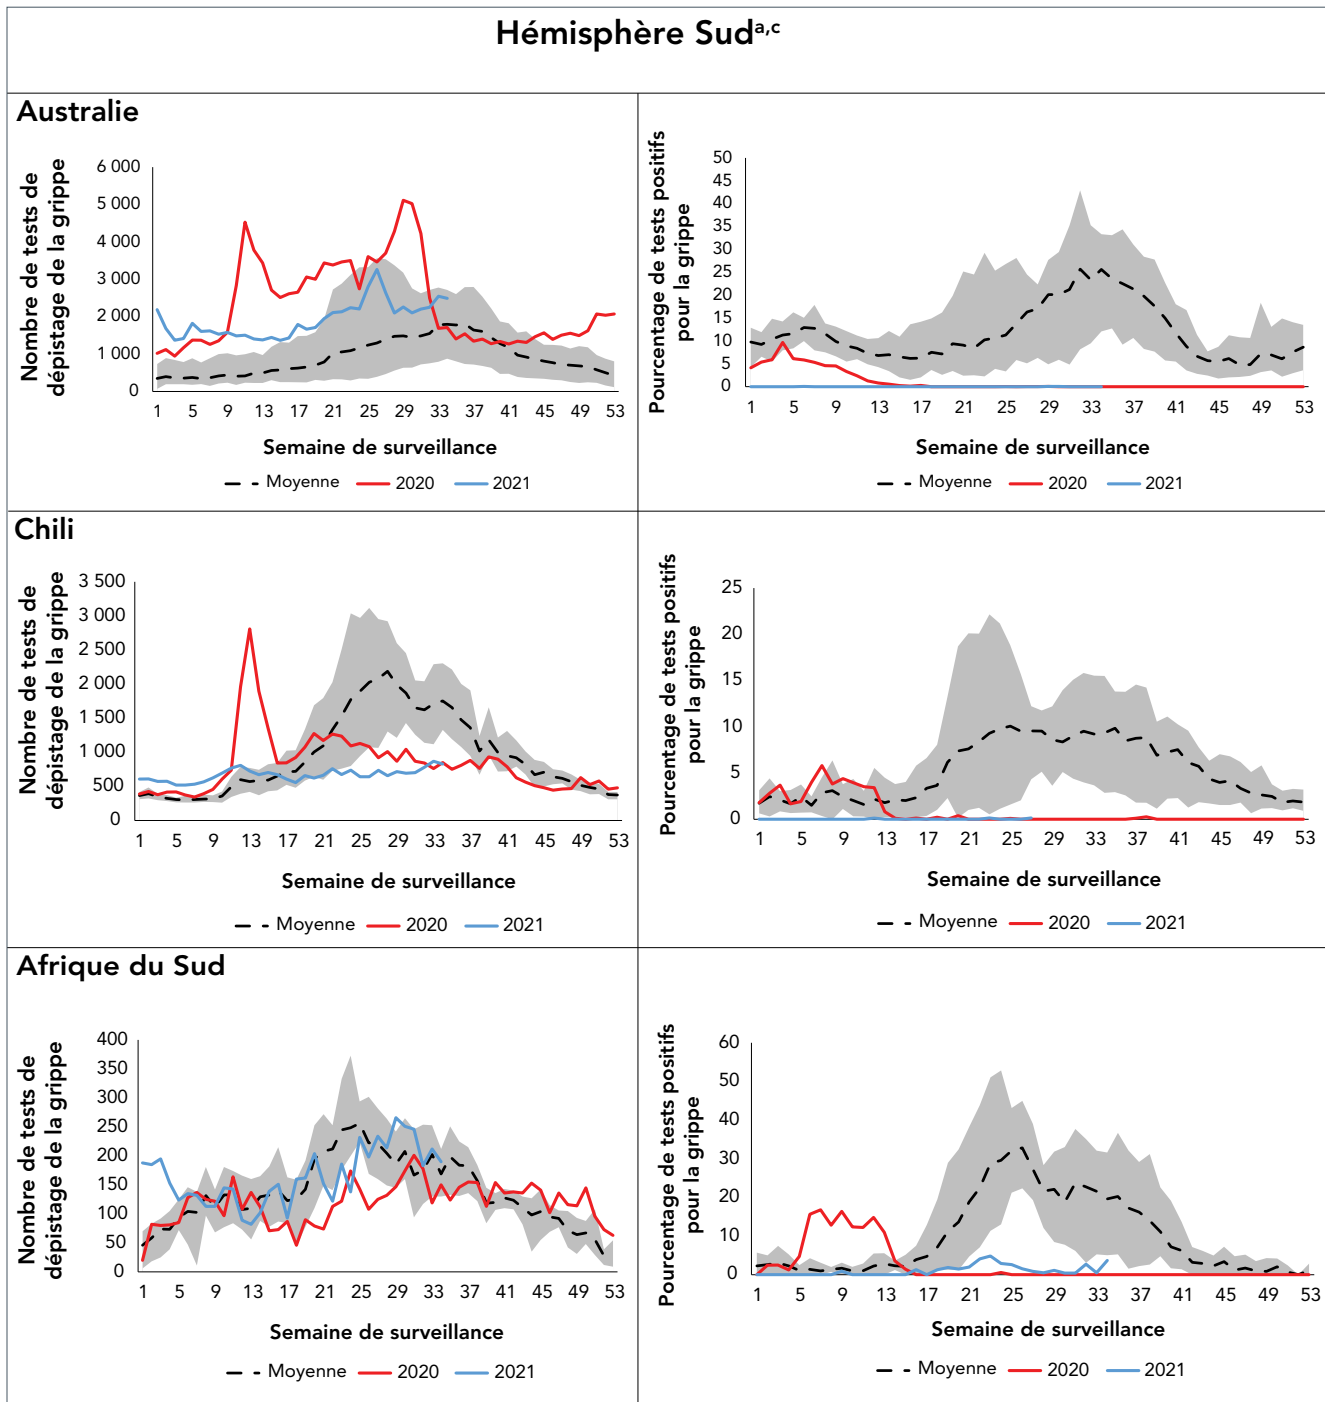 Hémisphère Sud^a,c
Australie
Nombre de tests de
dépistage de la grippe
6 000
5 000
4 000
3 000
2 000
1 000
0
1 5 9 13 17 21 25 29 33 37 41 45 49 53
Semaine de surveillance
Moyenne 2020 2021
Pourcentage de tests positifs
pour la grippe
50
45
40
35
30
25
20
15
10
5
0
1 5 9 13 17 21 25 29 33 37 41 45 49 53
Semaine de surveillance
Moyenne 2020 2021
Chili
Nombre de tests de
dépistage de la grippe
3 500
3 000
2 500
2 000
1 500
1 000
500
0
1 5 9 13 17 21 25 29 33 37 41 45 49 53
Semaine de surveillance
Moyenne 2020 2021
Pourcentage de tests positifs
pour la grippe
25
20
15
10
5
0
1 5 9 13 17 21 25 29 33 37 41 45 49 53
Semaine de surveillance
Moyenne 2020 2021
Afrique du Sud
Nombre de tests de
dépistage de la grippe
400
350
300
250
200
150
100
50
0
1 5 9 13 17 21 25 29 33 37 41 45 49 53
Semaine de surveillance
Moyenne 2020 2021
Pourcentage de tests positifs
pour la grippe
60
50
40
30
20
10
0
1 5 9 13 17 21 25 29 33 37 41 45 49 53
Semaine de surveillance
Moyenne 2020 2021